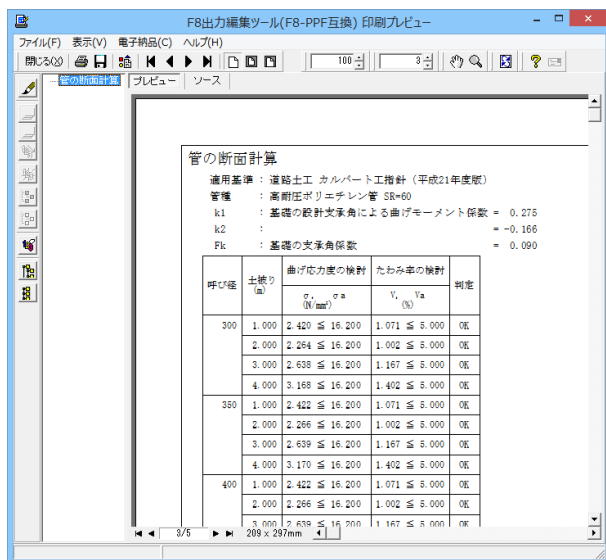 F8出力編集ツール(F8-PPF互換) 印刷プレビュー
ファイル(F) 表示(V) 電子納品(C) ヘルプ(H)
閉じる(X) 100 3
管の断面計算 プレビュー ソース
管の断面計算
適用基準 : 道路土工 カルバート工指針 (平成21年度版)
管種 : 高耐圧ポリエチレン管 SR=60
k1 : 基礎の設計支承角による曲げモーメント係数 = 0.275
k2 : = -0.166
Fk : 基礎の支承角係数 = 0.090
呼び径 土被り (m) 曲げ応力度の検討 たわみ率の検討 判定
σ, σa (N/mm²) V, Va (%)
300 1.000 2.420 ≦ 16.200 1.071 ≦ 5.000 OK
2.000 2.264 ≦ 16.200 1.002 ≦ 5.000 OK
3.000 2.638 ≦ 16.200 1.167 ≦ 5.000 OK
4.000 3.168 ≦ 16.200 1.402 ≦ 5.000 OK
350 1.000 2.422 ≦ 16.200 1.071 ≦ 5.000 OK
2.000 2.266 ≦ 16.200 1.002 ≦ 5.000 OK
3.000 2.639 ≦ 16.200 1.167 ≦ 5.000 OK
4.000 3.170 ≦ 16.200 1.402 ≦ 5.000 OK
400 1.000 2.422 ≦ 16.200 1.071 ≦ 5.000 OK
2.000 2.266 ≦ 16.200 1.002 ≦ 5.000 OK
3.000 2.639 ≦ 16.200 1.167 ≦ 5.000 OK
3/5 209 x 297mm